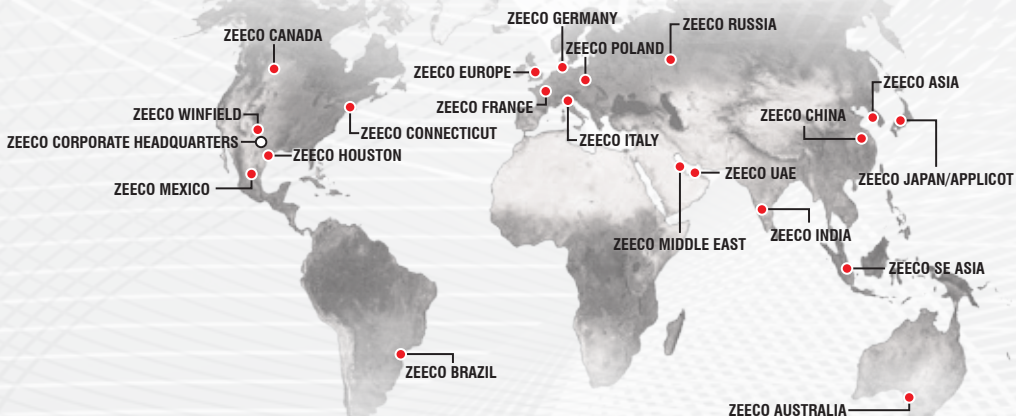 ZEECO GERMANY
ZEECO RUSSIA
ZEECO CANADA
ZEECO POLAND
ZEECO EUROPE
ZEECO ASIA
ZEECO FRANCE
ZEECO WINFIELD
ZEECO CHINA
ZEECO CONNECTICUT
ZEECO CORPORATE HEADQUARTERS
ZEECO ITALY
ZEECO HOUSTON
ZEECO UAE
ZEECO JAPAN/APPLICOT
ZEECO MEXICO
ZEECO INDIA
ZEECO MIDDLE EAST
ZEECO SE ASIA
ZEECO BRAZIL
ZEECO AUSTRALIA